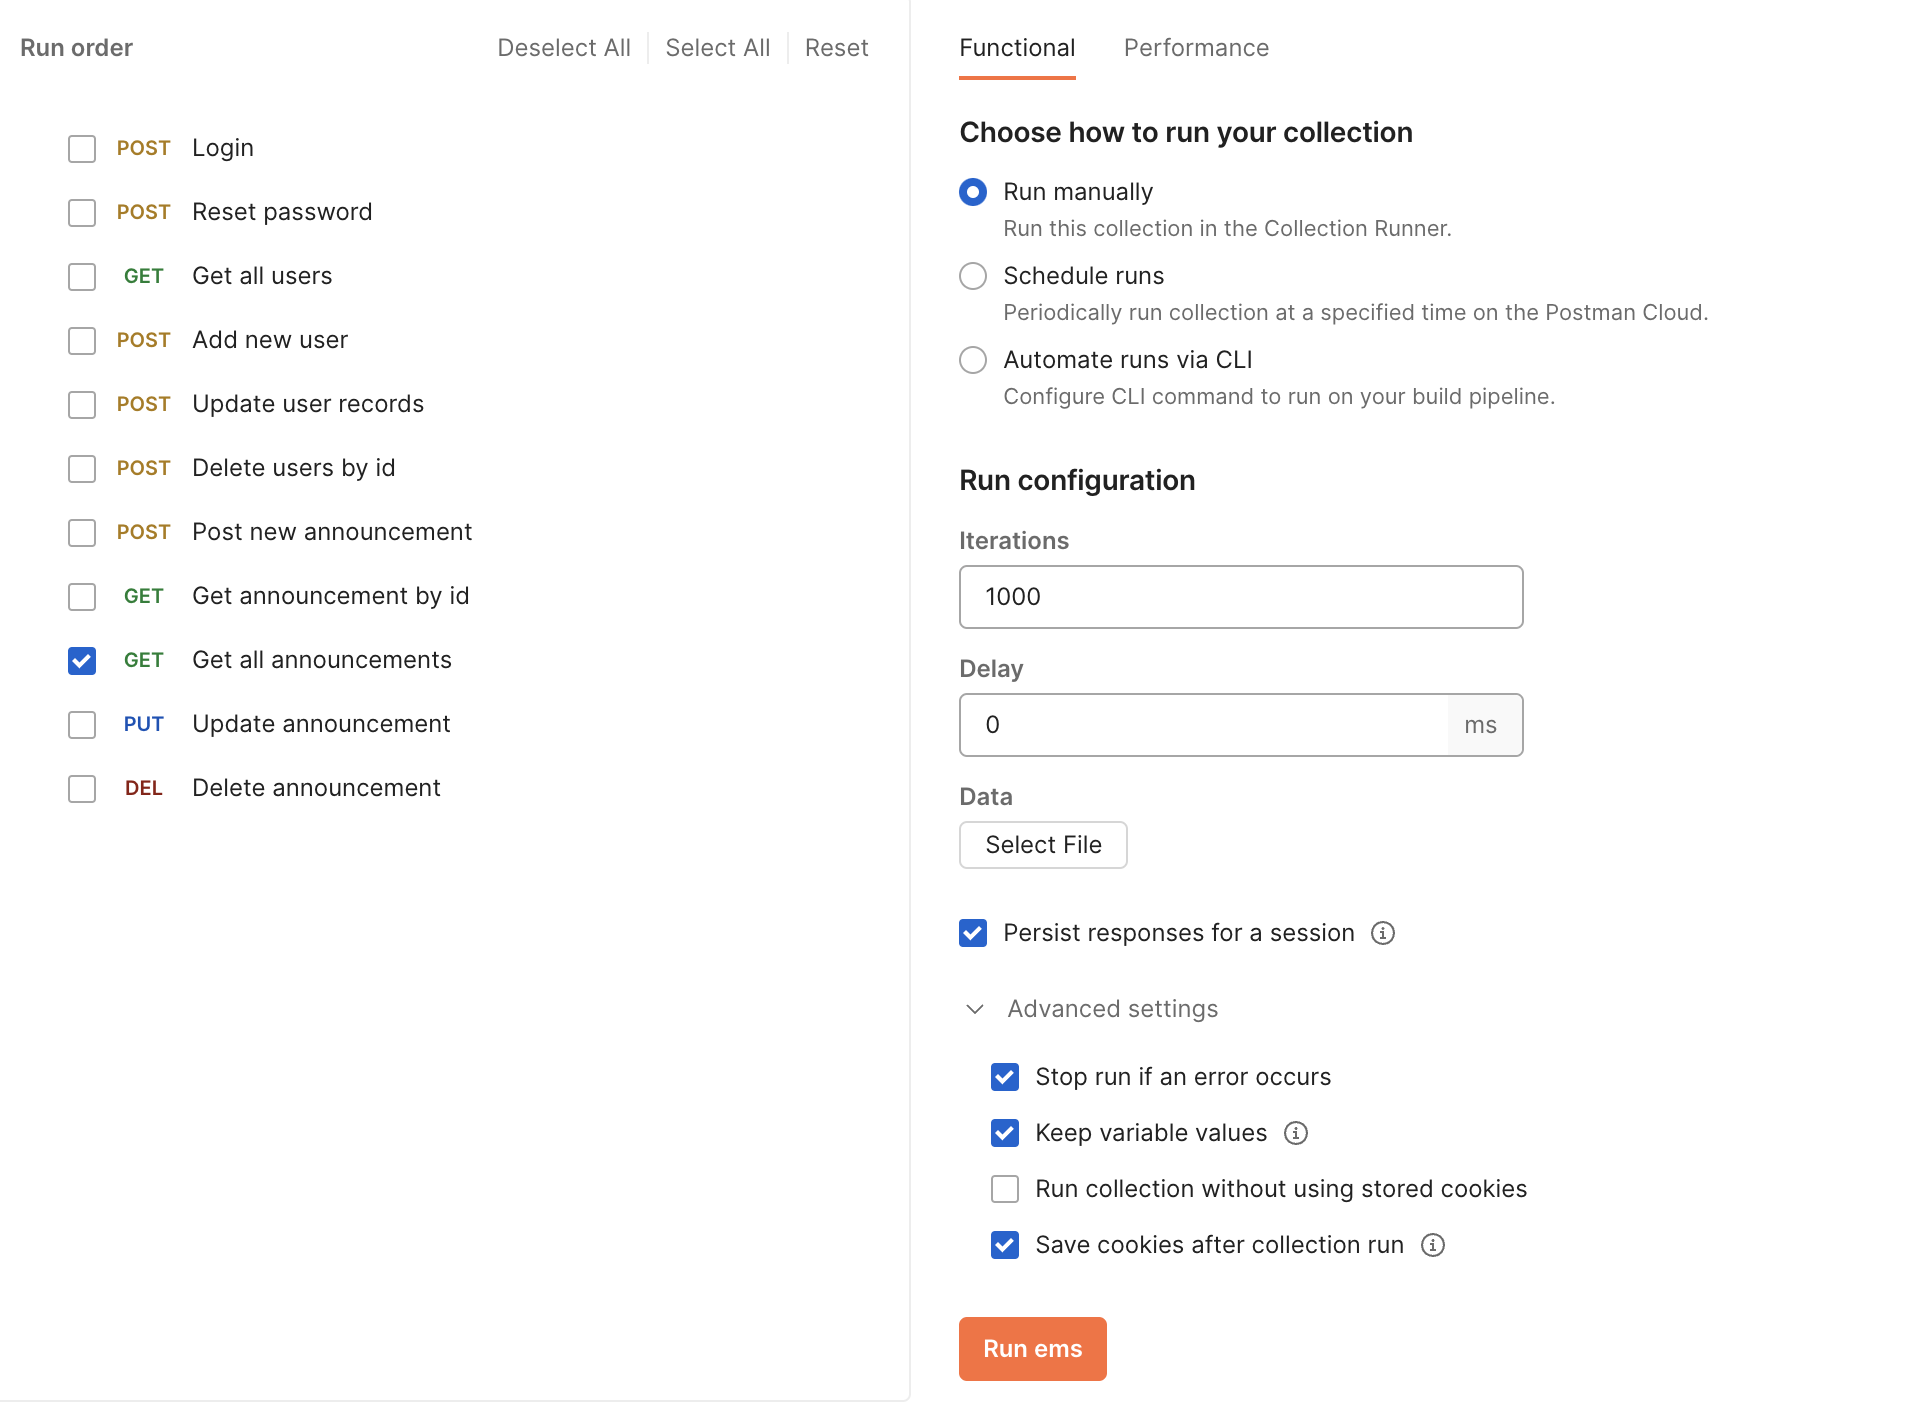 Run order
Deselect All
Select All
Reset
POST Login
POST Reset password
GET Get all users
POST Add new user
POST Update user records
POST Delete users by id
POST Post new announcement
GET Get announcement by id
GET Get all announcements
PUT Update announcement
DEL Delete announcement
Functional
Performance
Choose how to run your collection
Run manually
Run this collection in the Collection Runner.
Schedule runs
Periodically run collection at a specified time on the Postman Cloud.
Automate runs via CLI
Configure CLI command to run on your build pipeline.
Run configuration
Iterations
1000
Delay
0 ms
Data
Select File
Persist responses for a session
Advanced settings
Stop run if an error occurs
Keep variable values
Run collection without using stored cookies
Save cookies after collection run
Run ems